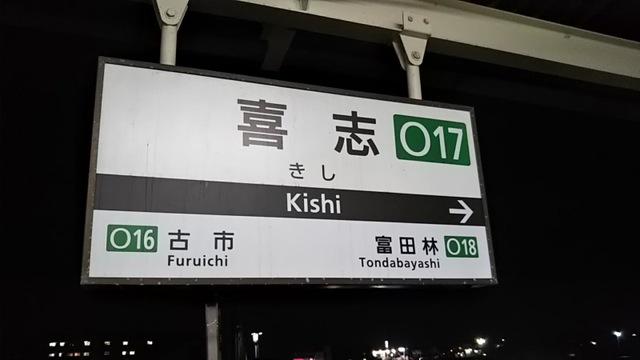 喜志 O17
きし
Kishi →
O16 古市 富田林 O18
Furuichi Tondabayashi